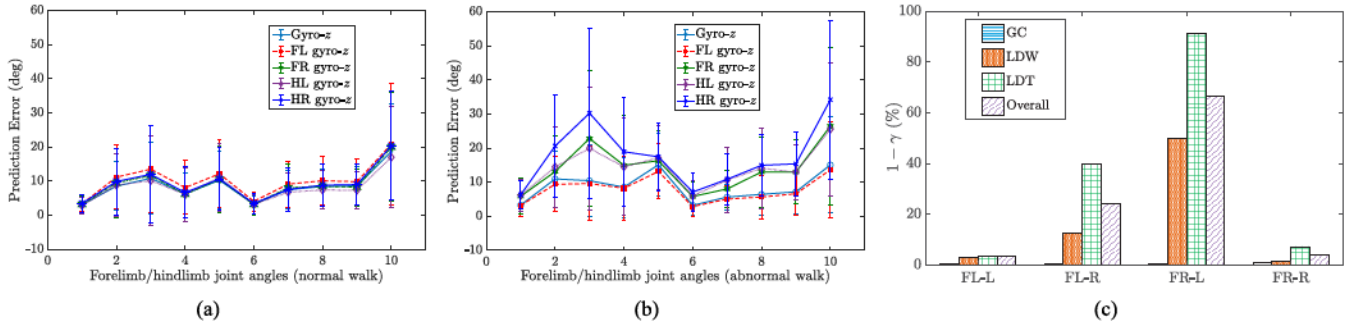 60
50
40
30
20
10
0
−10
0
2
4
6
8
10
Prediction Error (deg)
Forelimb/hindlimb joint angles (normal walk)
Gyro-z
FL gyro-z
FR gyro-z
HL gyro-z
HR gyro-z
(a)
60
50
40
30
20
10
0
−10
0
2
4
6
8
10
Prediction Error (deg)
Forelimb/hindlimb joint angles (abnormal walk)
Gyro-z
FL gyro-z
FR gyro-z
HL gyro-z
HR gyro-z
(b)
100
80
60
40
20
0
1 − γ (%)
GC
LDW
LDT
Overall
FL-L
FL-R
FR-L
FR-R
(c)